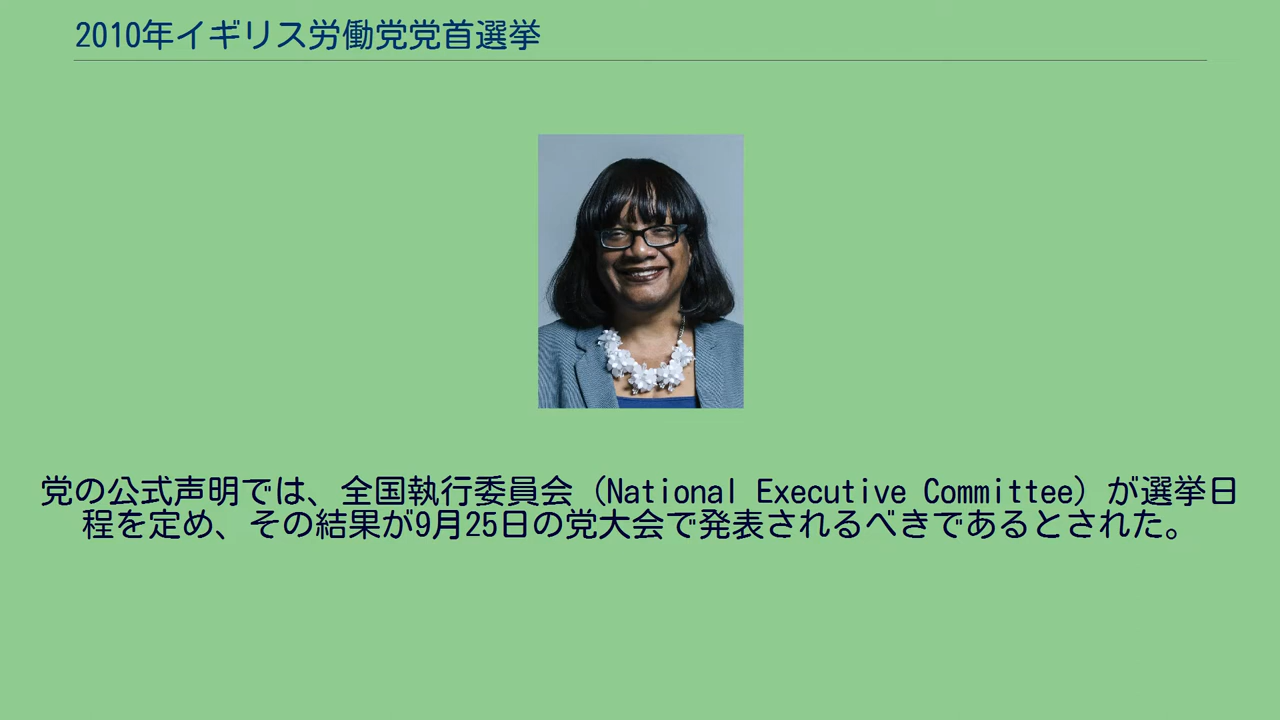 2010年イギリス労働党党首選挙
党の公式声明では、全国執行委員会（National Executive Committee）が選挙日
程を定め、その結果が9月25日の党大会で発表されるべきであるとされた。